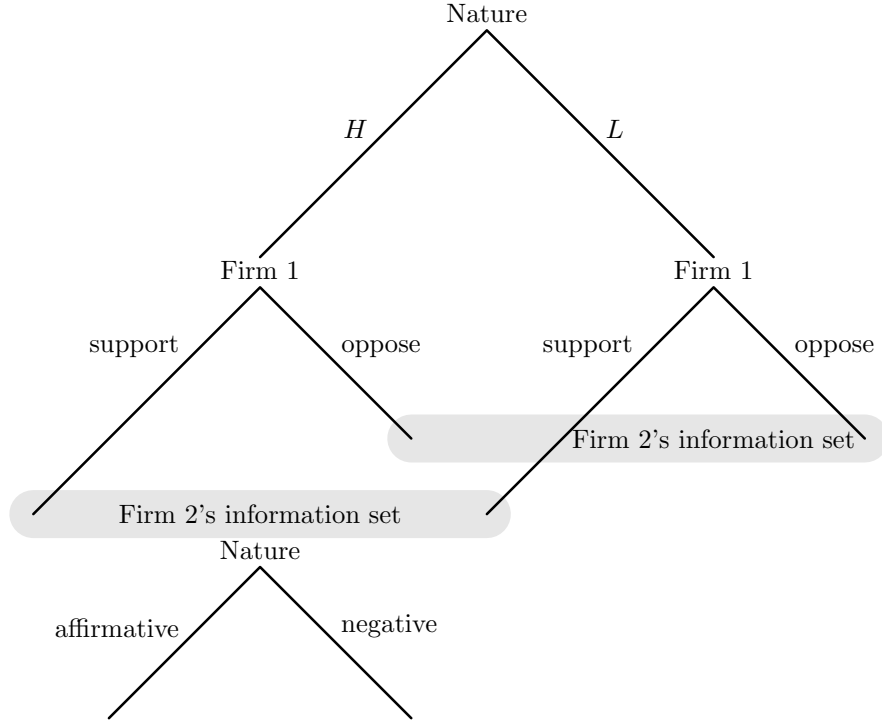 Nature
H
L
Firm 1
Firm 1
support
oppose
support
oppose
Firm 2's information set
Firm 2's information set
Nature
affirmative
negative